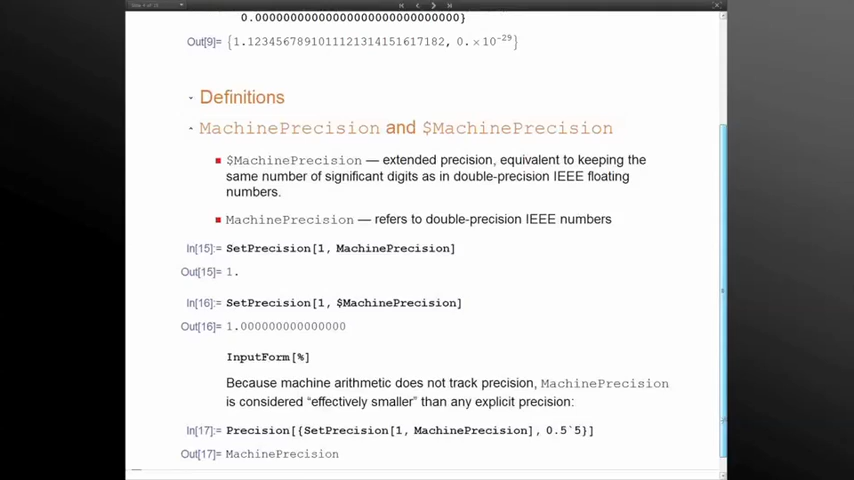 0.0000000000000000000000000000}
Out[9]= {1.1234567891011121314151617182, 0.×10^-29}
Definitions
MachinePrecision and $MachinePrecision
$MachinePrecision — extended precision, equivalent to keeping the
same number of significant digits as in double-precision IEEE floating
numbers.
MachinePrecision — refers to double-precision IEEE numbers
In[15]:= SetPrecision[1, MachinePrecision]
Out[15]= 1.
In[16]:= SetPrecision[1, $MachinePrecision]
Out[16]= 1.000000000000000
InputForm[%]
Because machine arithmetic does not track precision, MachinePrecision
is considered “effectively smaller” than any explicit precision:
In[17]:= Precision[{SetPrecision[1, MachinePrecision], 0.5`5}]
Out[17]= MachinePrecision